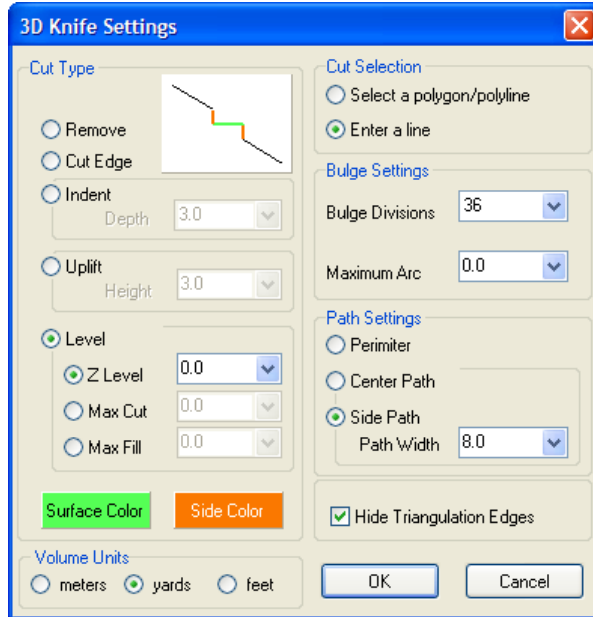 3D Knife Settings
Cut Type
Remove
Cut Edge
Indent
Depth 3.0
Uplift
Height 3.0
Level
Z Level 0.0
Max Cut 0.0
Max Fill 0.0
Surface Color Side Color
Volume Units
meters yards feet
Cut Selection
Select a polygon/polyline
Enter a line
Bulge Settings
Bulge Divisions 36
Maximum Arc 0.0
Path Settings
Perimiter
Center Path
Side Path
Path Width 8.0
Hide Triangulation Edges
OK Cancel